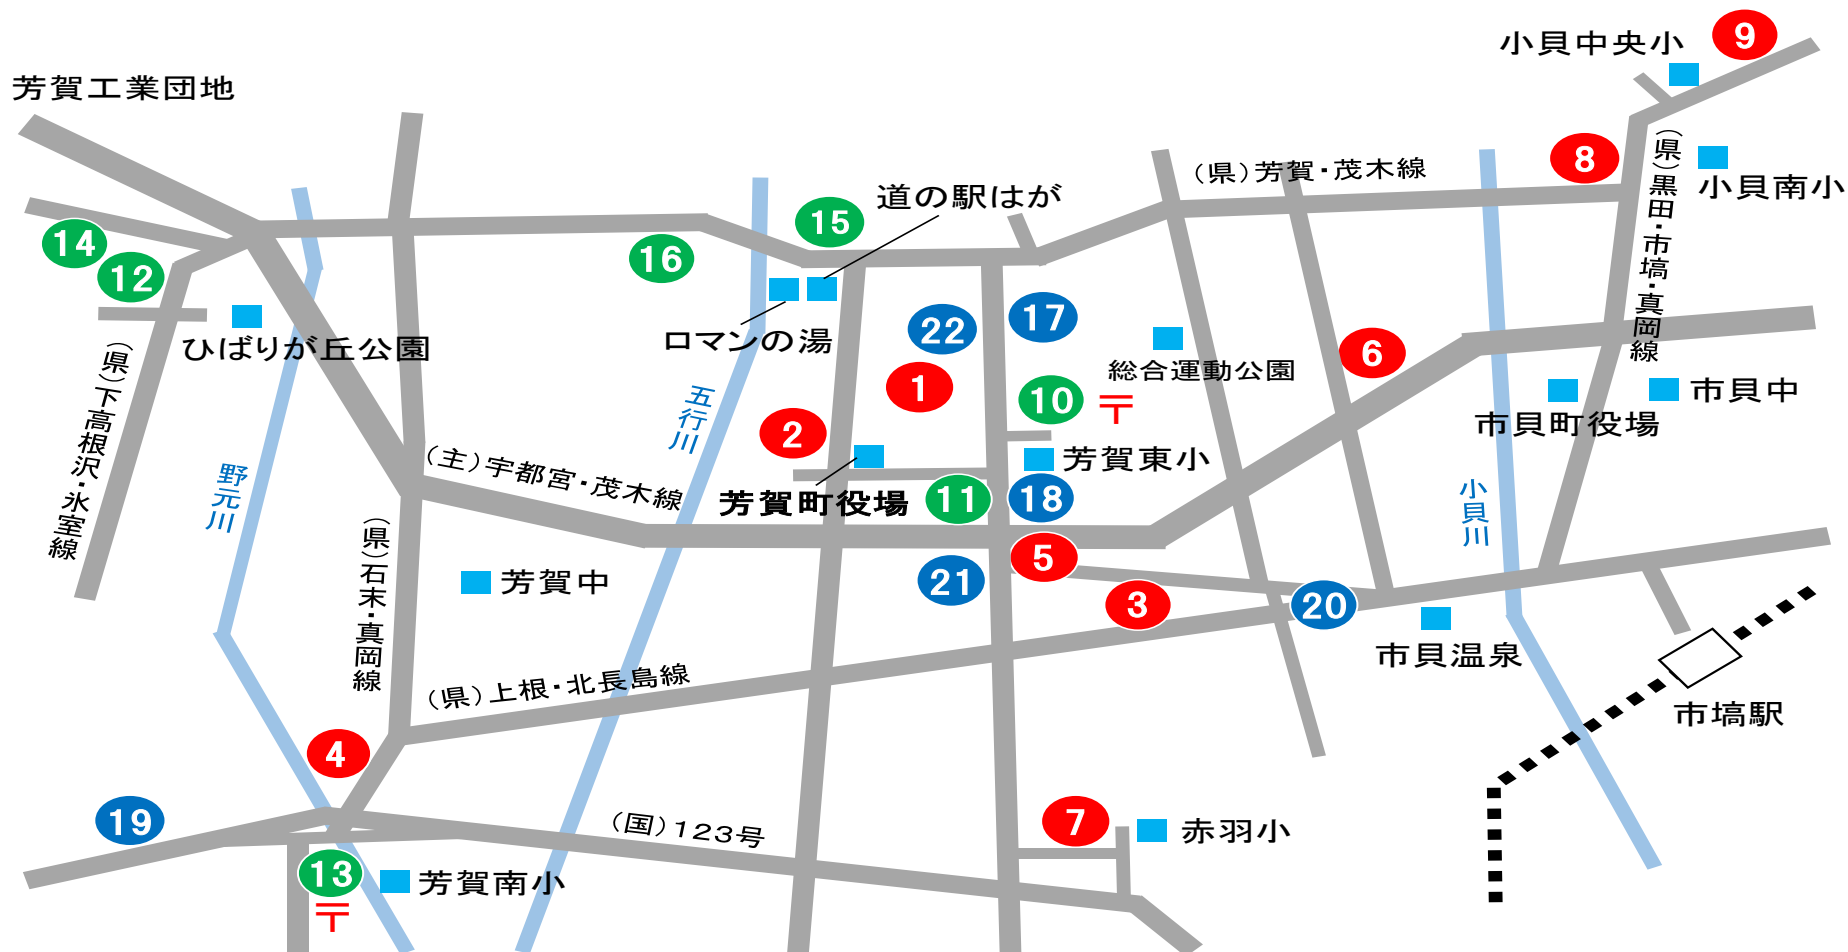 小貝中央小
9
芳賀工業団地
8
(県)芳賀・茂木線
(県)黒田・市塙・真岡線
小貝南小
道の駅はが
15
14
12
16
ひばりが丘公園
ロマンの湯
22
17
総合運動公園
6
(県)下高根沢・氷室線
五行川
1
10
〒
市貝町役場
市貝中
2
(主)宇都宮・茂木線
芳賀町役場
芳賀東小
11
18
野元川
小貝川
(県)石末・真岡線
芳賀中
21
5
3
20
市貝温泉
(県)上根・北長島線
市塙駅
4
19
(国)123号
7
赤羽小
13
〒
芳賀南小